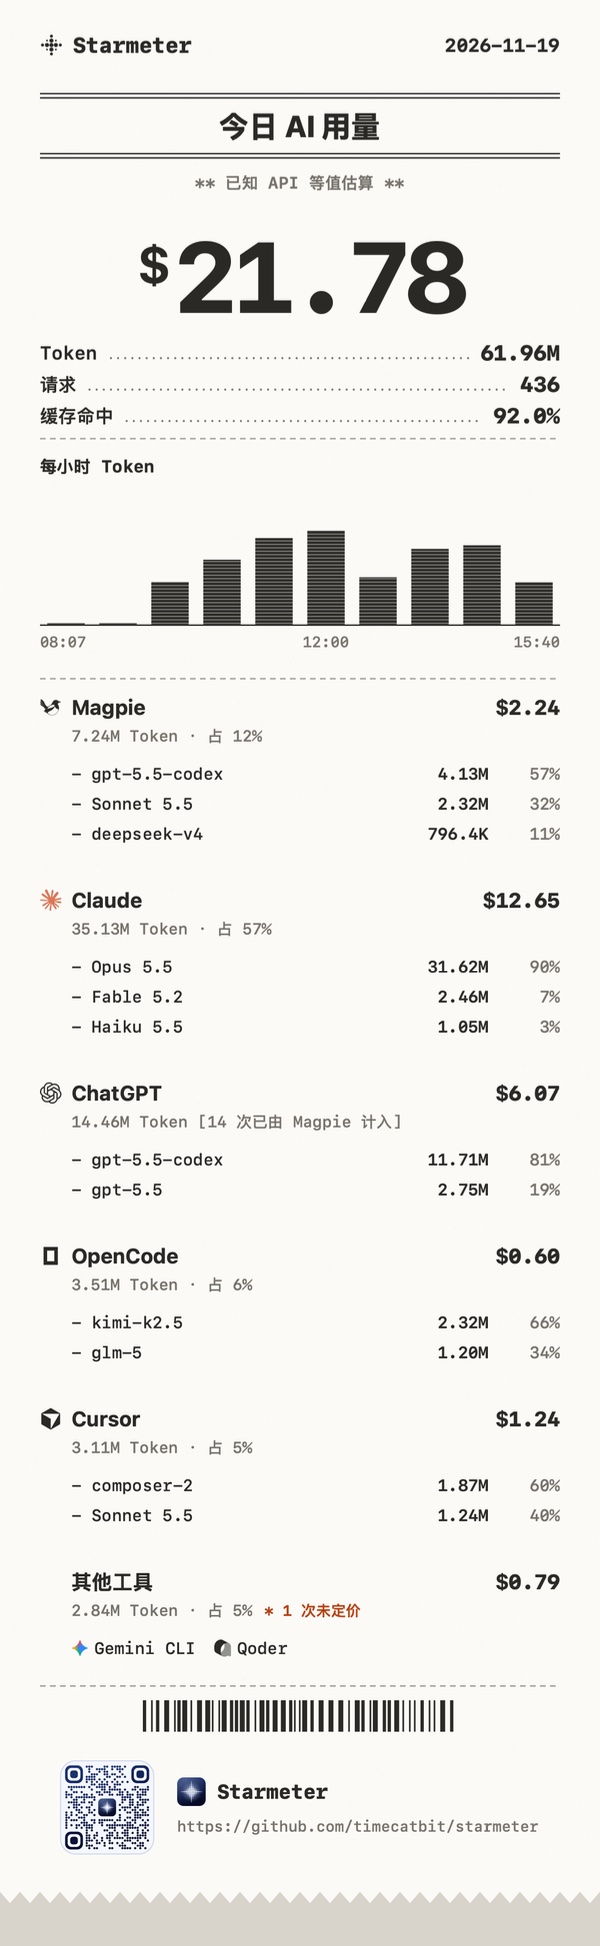 Starmeter 2026-11-19
今日 AI 用量
** 已知 API 等值估算 **
$21.78
Token 61.96M
请求 436
缓存命中 92.0%
每小时 Token
08:07 12:00 15:40
Magpie $2.24
7.24M Token · 占 12%
– gpt-5.5-codex 4.13M 57%
– Sonnet 5.5 2.32M 32%
– deepseek-v4 796.4K 11%
Claude $12.65
35.13M Token · 占 57%
– Opus 5.5 31.62M 90%
– Fable 5.2 2.46M 7%
– Haiku 5.5 1.05M 3%
ChatGPT $6.07
14.46M Token [14 次已由 Magpie 计入]
– gpt-5.5-codex 11.71M 81%
– gpt-5.5 2.75M 19%
OpenCode $0.60
3.51M Token · 占 6%
– kimi-k2.5 2.32M 66%
– glm-5 1.20M 34%
Cursor $1.24
3.11M Token · 占 5%
– composer-2 1.87M 60%
– Sonnet 5.5 1.24M 40%
其他工具 $0.79
2.84M Token · 占 5% * 1 次未定价
Gemini CLI Qoder
Starmeter
https://github.com/timecatbit/starmeter